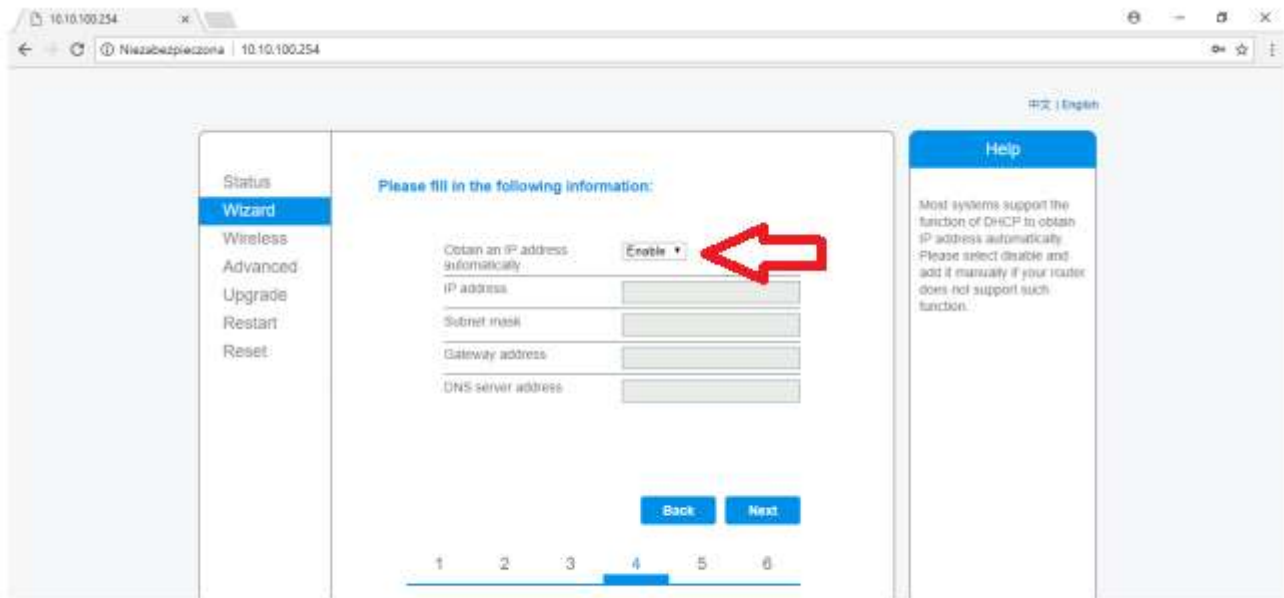 10.10.100.254
Niezabezpieczona | 10.10.100.254
中文 | English
Status
Wizard
Wireless
Advanced
Upgrade
Restart
Reset
Please fill in the following information:
Obtain an IP address
automatically
Enable
IP address
Subnet mask
Gateway address
DNS server address
Back
Next
1 2 3 4 5 6
Help
Most systems support the
function of DHCP to obtain
IP address automatically.
Please select disable and
add it manually if your router
does not support such
function.